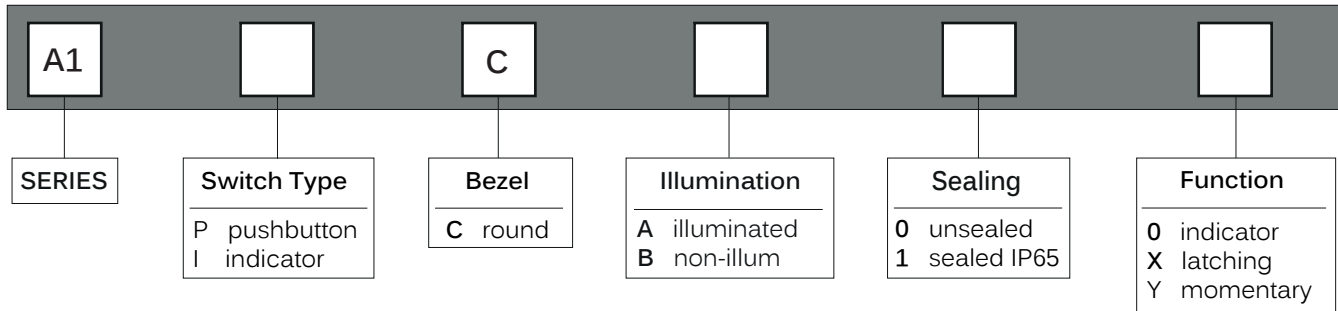 A1 C
SERIES
Switch Type
P pushbutton
I indicator
Bezel
C round
Illumination
A illuminated
B non-illum
Sealing
0 unsealed
1 sealed IP65
Function
0 indicator
X latching
Y momentary